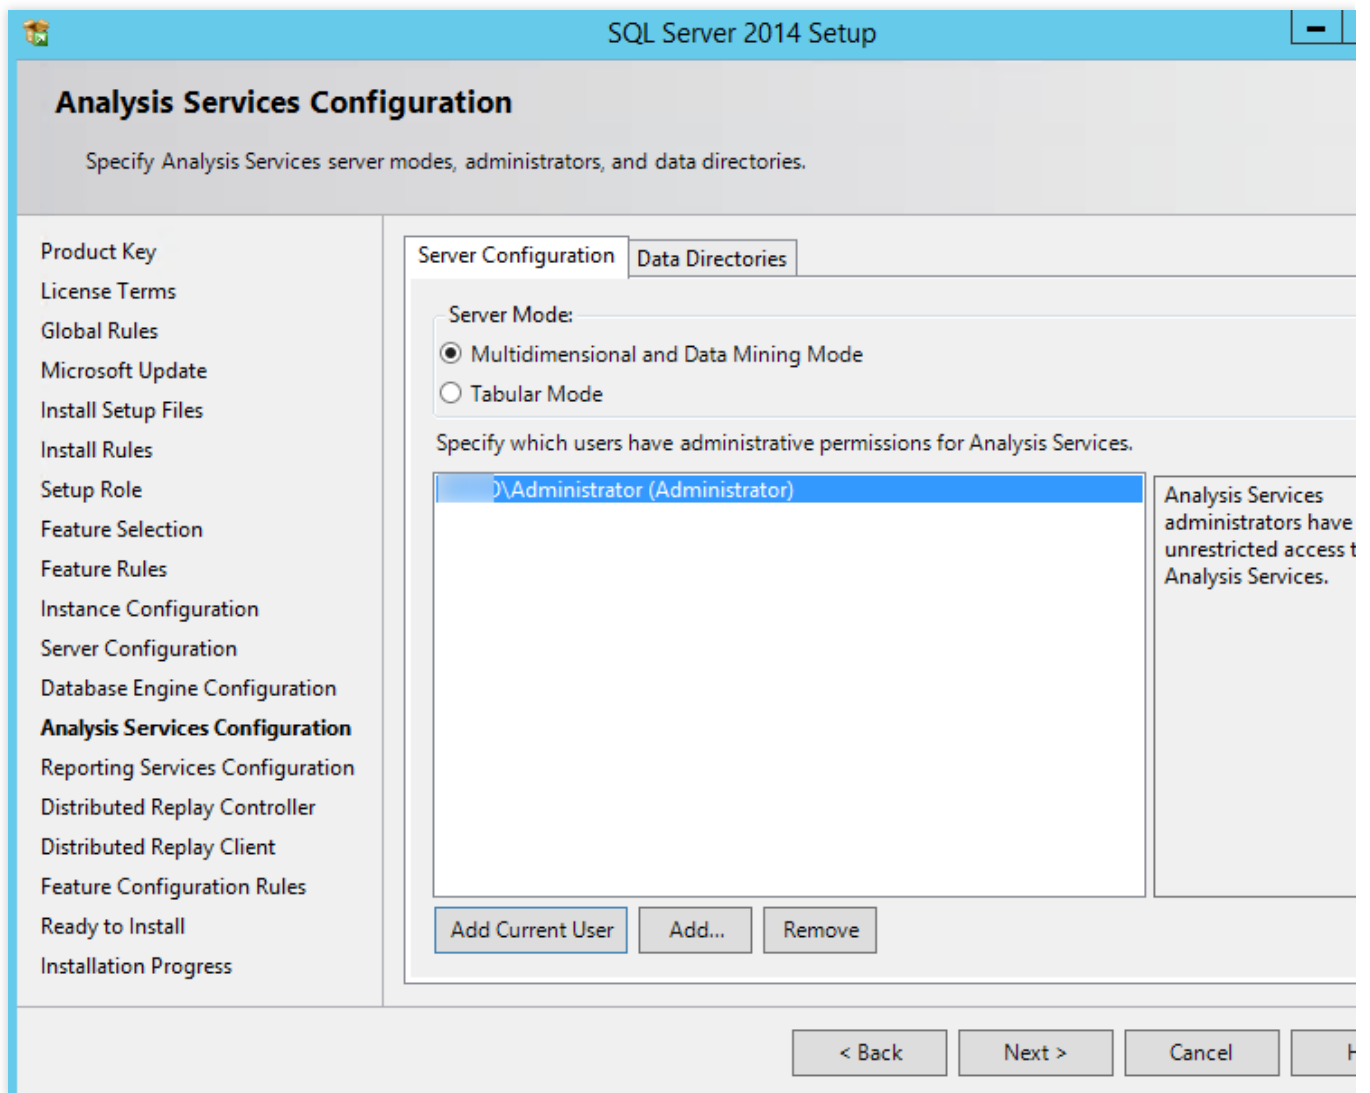 SQL Server 2014 Setup
Analysis Services Configuration
Specify Analysis Services server modes, administrators, and data directories.
Product Key
License Terms
Global Rules
Microsoft Update
Install Setup Files
Install Rules
Setup Role
Feature Selection
Feature Rules
Instance Configuration
Server Configuration
Database Engine Configuration
Analysis Services Configuration
Reporting Services Configuration
Distributed Replay Controller
Distributed Replay Client
Feature Configuration Rules
Ready to Install
Installation Progress
Server Configuration Data Directories
Server Mode:
Multidimensional and Data Mining Mode
Tabular Mode
Specify which users have administrative permissions for Analysis Services.
\Administrator (Administrator)
Analysis Services
administrators have
unrestricted access
Analysis Services.
Add Current User Add... Remove
< Back Next > Cancel